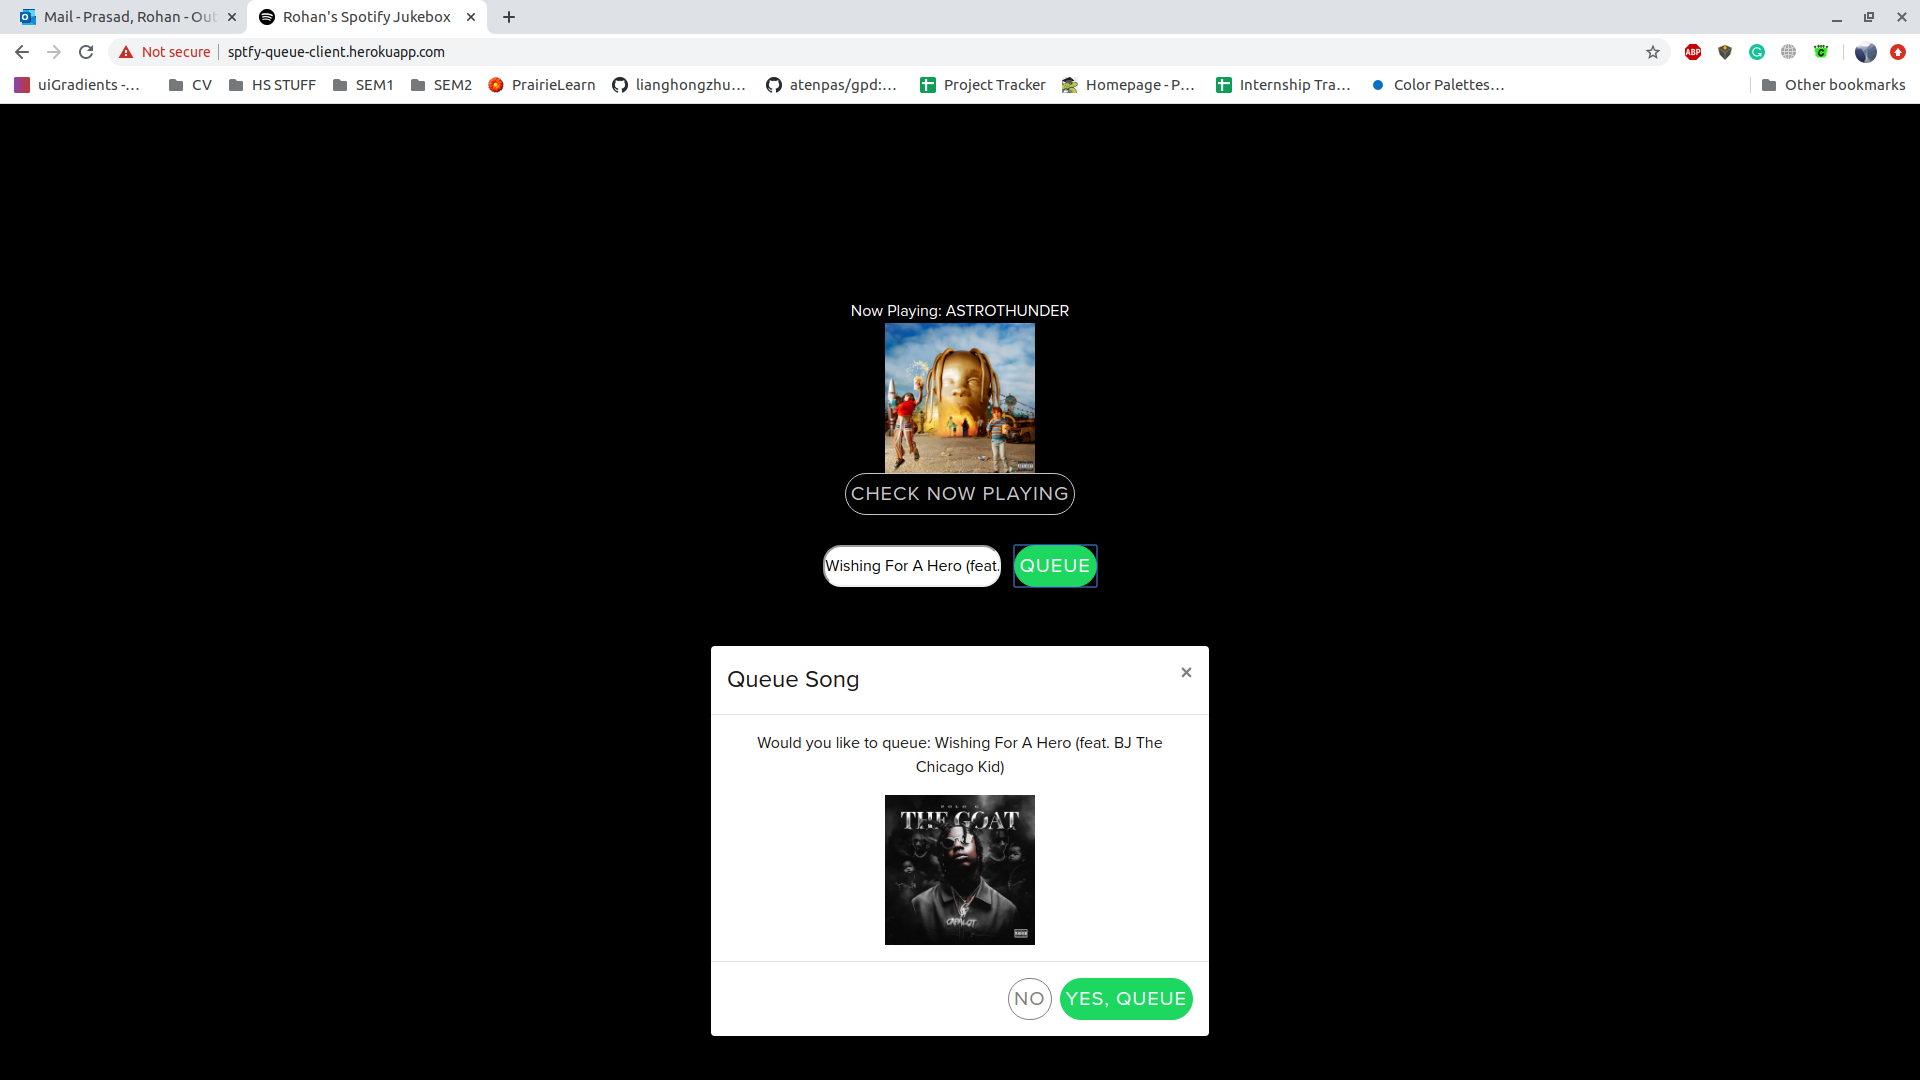 Mail - Prasad, Rohan - Out
Rohan's Spotify Jukebox
Not secure
sptfy-queue-client.herokuapp.com
ABP
uiGradients -...
CV
HS STUFF
SEM1
SEM2
PrairieLearn
lianghongzhu...
atenpas/gpd:...
Project Tracker
Homepage - P...
Internship Tra...
Color Palettes...
Other bookmarks
Now Playing: ASTROTHUNDER
CHECK NOW PLAYING
Wishing For A Hero (feat.
QUEUE
Queue Song
×
Would you like to queue: Wishing For A Hero (feat. BJ The
Chicago Kid)
POLO G
THE GOAT
NO
YES, QUEUE